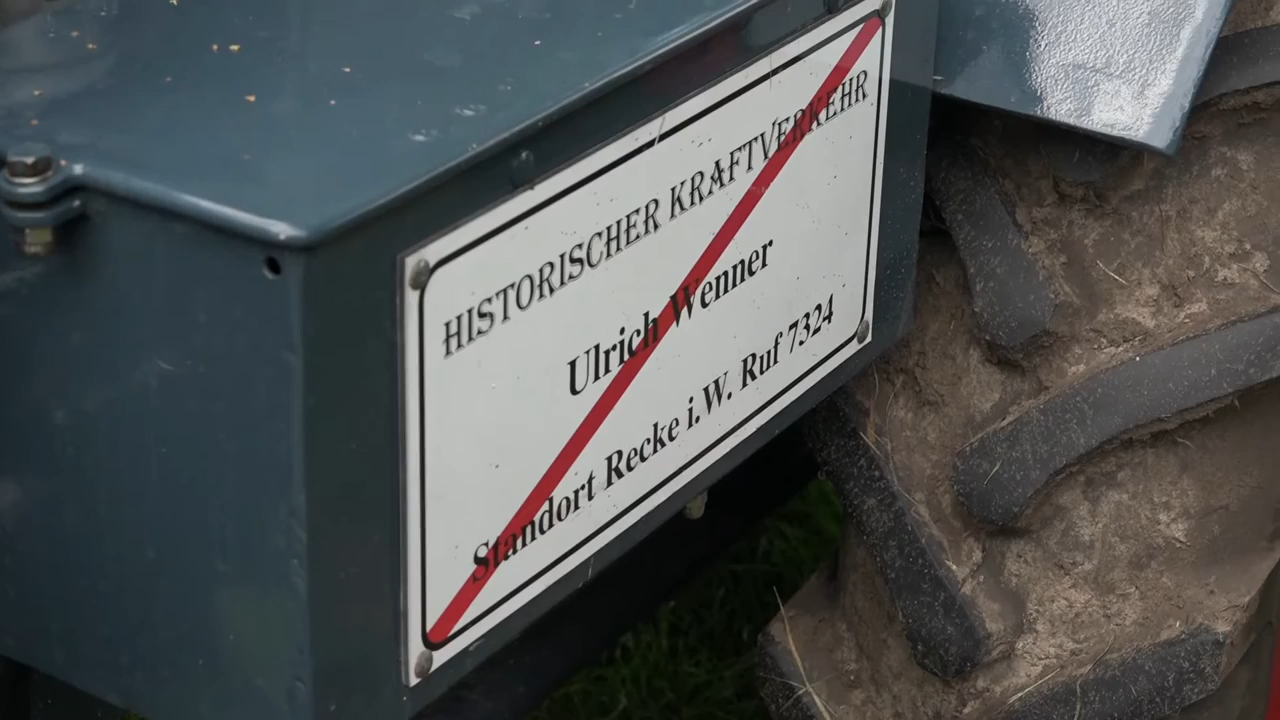 HISTORISCHER KRAFTVERKEHR
Ulrich Wenner
Standort Recke i.W. Ruf 7324